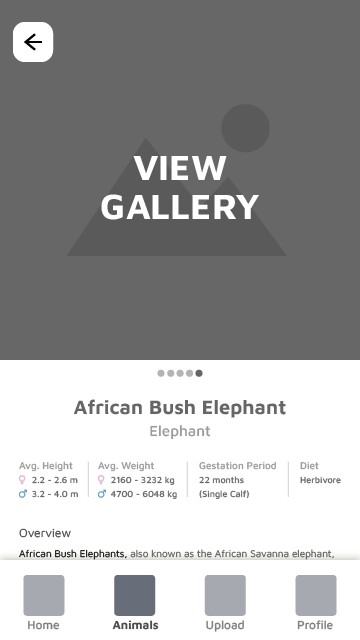 VIEW
GALLERY
African Bush Elephant
Elephant
Avg. Height
2.2 - 2.6 m
3.2 - 4.0 m
Avg. Weight
2160 - 3232 kg
4700 - 6048 kg
Gestation Period
22 months
(Single Calf)
Diet
Herbivore
Overview
African Bush Elephants, also known as the African Savanna elephant,
Home
Animals
Upload
Profile